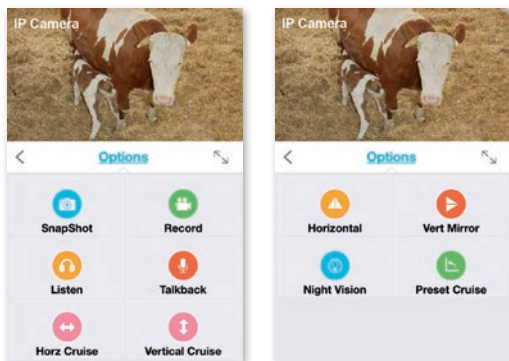 IP Camera
Options
SnapShot
Record
Listen
Talkback
Horz Cruise
Vertical Cruise
IP Camera
Options
Horizontal
Vert Mirror
Night Vision
Preset Cruise